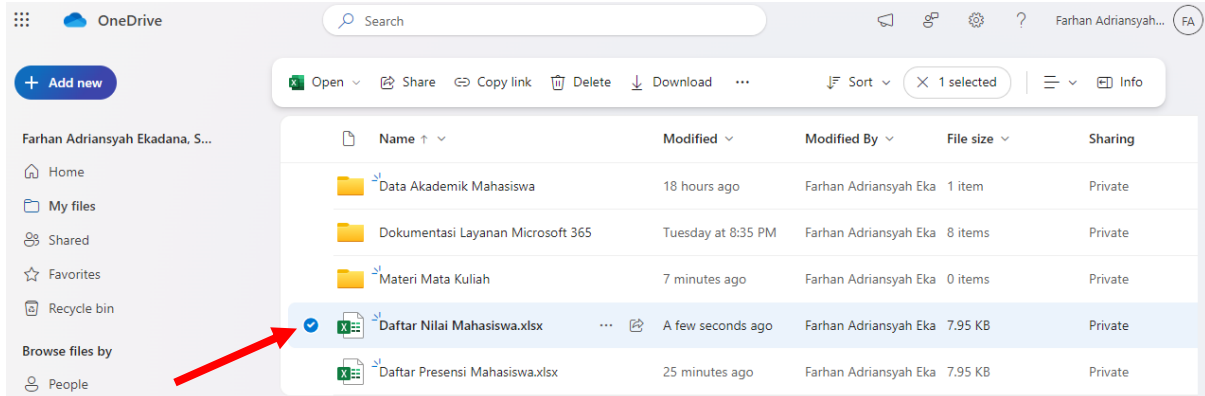 OneDrive Search Farhan Adriansyah... FA
+ Add new Open Share Copy link Delete Download ... Sort 1 selected Info
Farhan Adriansyah Ekadana, S...
Home
My files
Shared
Favorites
Recycle bin
Browse files by
People
Name Modified Modified By File size Sharing
Data Akademik Mahasiswa 18 hours ago Farhan Adriansyah Eka 1 item Private
Dokumentasi Layanan Microsoft 365 Tuesday at 8:35 PM Farhan Adriansyah Eka 8 items Private
Materi Mata Kuliah 7 minutes ago Farhan Adriansyah Eka 0 items Private
Daftar Nilai Mahasiswa.xlsx ... A few seconds ago Farhan Adriansyah Eka 7.95 KB Private
Daftar Presensi Mahasiswa.xlsx 25 minutes ago Farhan Adriansyah Eka 7.95 KB Private